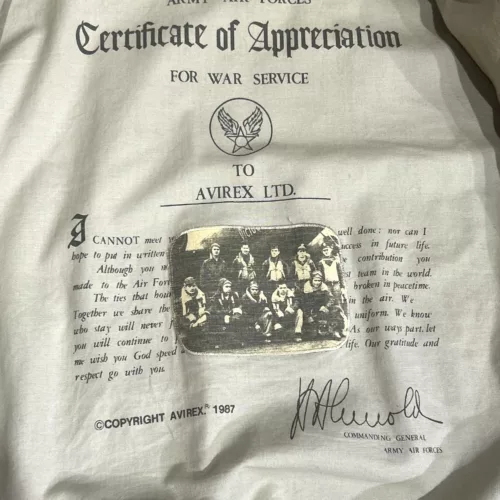 ARMY AIR FORCES
Certificate of Appreciation
FOR WAR SERVICE
TO
AVIREX LTD.
I CANNOT meet well done: nor can I
hope to put in written success in future life.
Although you contribution you
made to the Air For st team in the world.
The ties that broken in peacetime.
Together we share the in the air. We
who stay will never uniform. We know
you will continue to As our ways part, let
me wish you God speed life. Our gratitude and
respect go with you.
©COPYRIGHT AVIREX. 1987
COMMANDING GENERAL
ARMY AIR FORCES